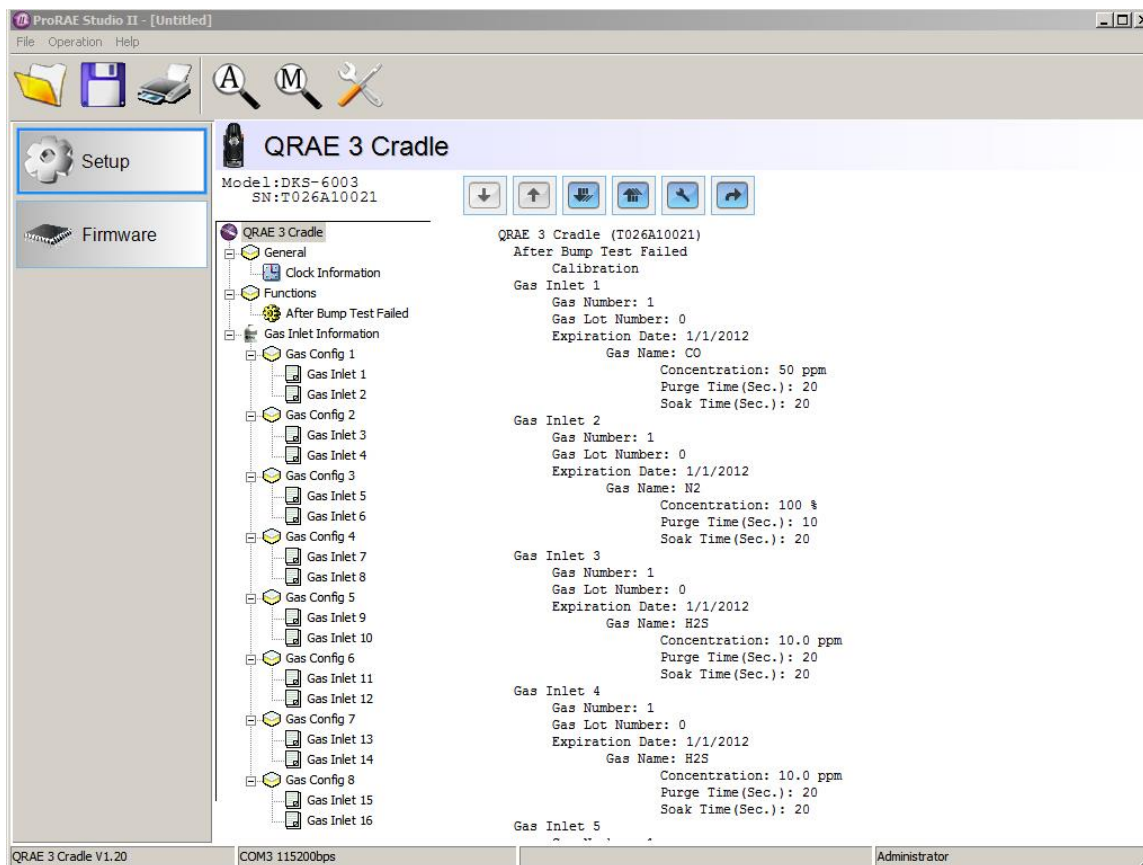 ProRAE Studio II - [Untitled]
File Operation Help
A M
Setup
Firmware
QRAE 3 Cradle
Model:DKS-6003
SN:T026A10021
QRAE 3 Cradle
General
Clock Information
Functions
After Bump Test Failed
Gas Inlet Information
Gas Config 1
Gas Inlet 1
Gas Inlet 2
Gas Config 2
Gas Inlet 3
Gas Inlet 4
Gas Config 3
Gas Inlet 5
Gas Inlet 6
Gas Config 4
Gas Inlet 7
Gas Inlet 8
Gas Config 5
Gas Inlet 9
Gas Inlet 10
Gas Config 6
Gas Inlet 11
Gas Inlet 12
Gas Config 7
Gas Inlet 13
Gas Inlet 14
Gas Config 8
Gas Inlet 15
Gas Inlet 16
QRAE 3 Cradle (T026A10021)
After Bump Test Failed
Calibration
Gas Inlet 1
Gas Number: 1
Gas Lot Number: 0
Expiration Date: 1/1/2012
Gas Name: CO
Concentration: 50 ppm
Purge Time(Sec.): 20
Soak Time(Sec.): 20
Gas Inlet 2
Gas Number: 1
Gas Lot Number: 0
Expiration Date: 1/1/2012
Gas Name: N2
Concentration: 100 %
Purge Time(Sec.): 10
Soak Time(Sec.): 20
Gas Inlet 3
Gas Number: 1
Gas Lot Number: 0
Expiration Date: 1/1/2012
Gas Name: H2S
Concentration: 10.0 ppm
Purge Time(Sec.): 20
Soak Time(Sec.): 20
Gas Inlet 4
Gas Number: 1
Gas Lot Number: 0
Expiration Date: 1/1/2012
Gas Name: H2S
Concentration: 10.0 ppm
Purge Time(Sec.): 20
Soak Time(Sec.): 20
Gas Inlet 5
QRAE 3 Cradle V1.20
COM3 115200bps
Administrator